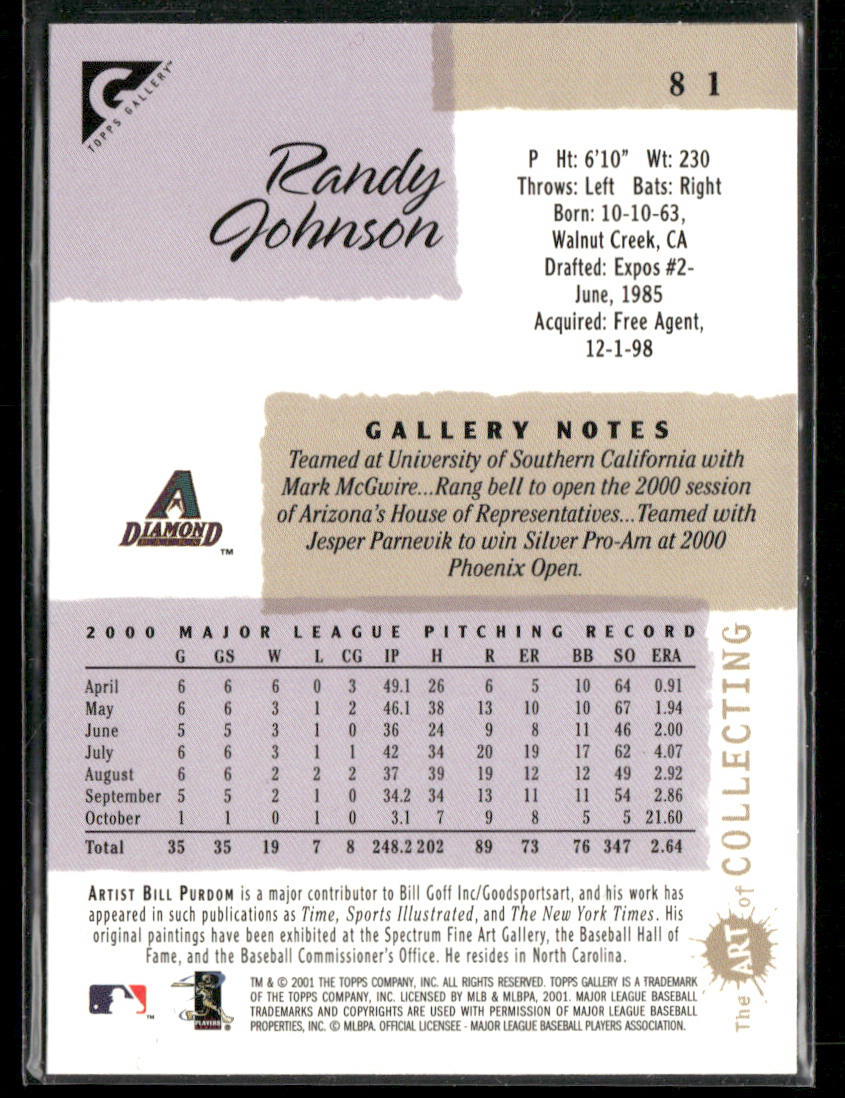 81
G
TOPPS GALLERY™
Randy
Johnson
P Ht: 6'10" Wt: 230
Throws: Left Bats: Right
Born: 10-10-63,
Walnut Creek, CA
Drafted: Expos #2-
June, 1985
Acquired: Free Agent,
12-1-98
GALLERY NOTES
Teamed at University of Southern California with
Mark McGwire...Rang bell to open the 2000 session
of Arizona's House of Representatives...Teamed with
Jesper Parnevik to win Silver Pro-Am at 2000
Phoenix Open.
A
DIAMOND
™
2000 MAJOR LEAGUE PITCHING RECORD
G GS W L CG IP H R ER BB SO ERA
April 6 6 6 0 3 49.1 26 6 5 10 64 0.91
May 6 6 3 1 2 46.1 38 13 10 10 67 1.94
June 5 5 3 1 0 36 24 9 8 11 46 2.00
July 6 6 3 1 1 42 34 20 19 17 62 4.07
August 6 6 2 2 2 37 39 19 12 12 49 2.92
September 5 5 2 1 0 34.2 34 13 11 11 54 2.86
October 1 1 0 1 0 3.1 7 9 8 5 5 21.60
Total 35 35 19 7 8 248.2 202 89 73 76 347 2.64
The ART of COLLECTING
ARTIST BILL PURDOM is a major contributor to Bill Goff Inc/Goodsportsart, and his work has
appeared in such publications as Time, Sports Illustrated, and The New York Times. His
original paintings have been exhibited at the Spectrum Fine Art Gallery, the Baseball Hall of
Fame, and the Baseball Commissioner's Office. He resides in North Carolina.
™
PLAYERS
®
TM & © 2001 THE TOPPS COMPANY, INC. ALL RIGHTS RESERVED. TOPPS GALLERY IS A TRADEMARK
OF THE TOPPS COMPANY, INC. LICENSED BY MLB & MLBPA, 2001. MAJOR LEAGUE BASEBALL
TRADEMARKS AND COPYRIGHTS ARE USED WITH PERMISSION OF MAJOR LEAGUE BASEBALL
PROPERTIES, INC. © MLBPA. OFFICIAL LICENSEE - MAJOR LEAGUE BASEBALL PLAYERS ASSOCIATION.